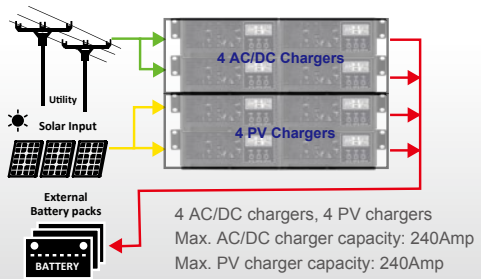 4 AC/DC Chargers
Utility
Solar Input
4 PV Chargers
External
Battery packs
BATTERY
4 AC/DC chargers, 4 PV chargers
Max. AC/DC charger capacity: 240Amp
Max. PV charger capacity: 240Amp